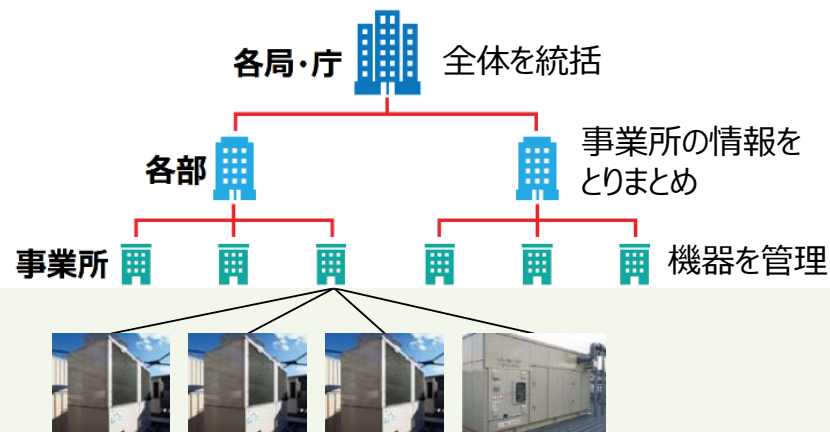 各局・庁
全体を統括
各部
事業所の情報を
とりまとめ
事業所
機器を管理